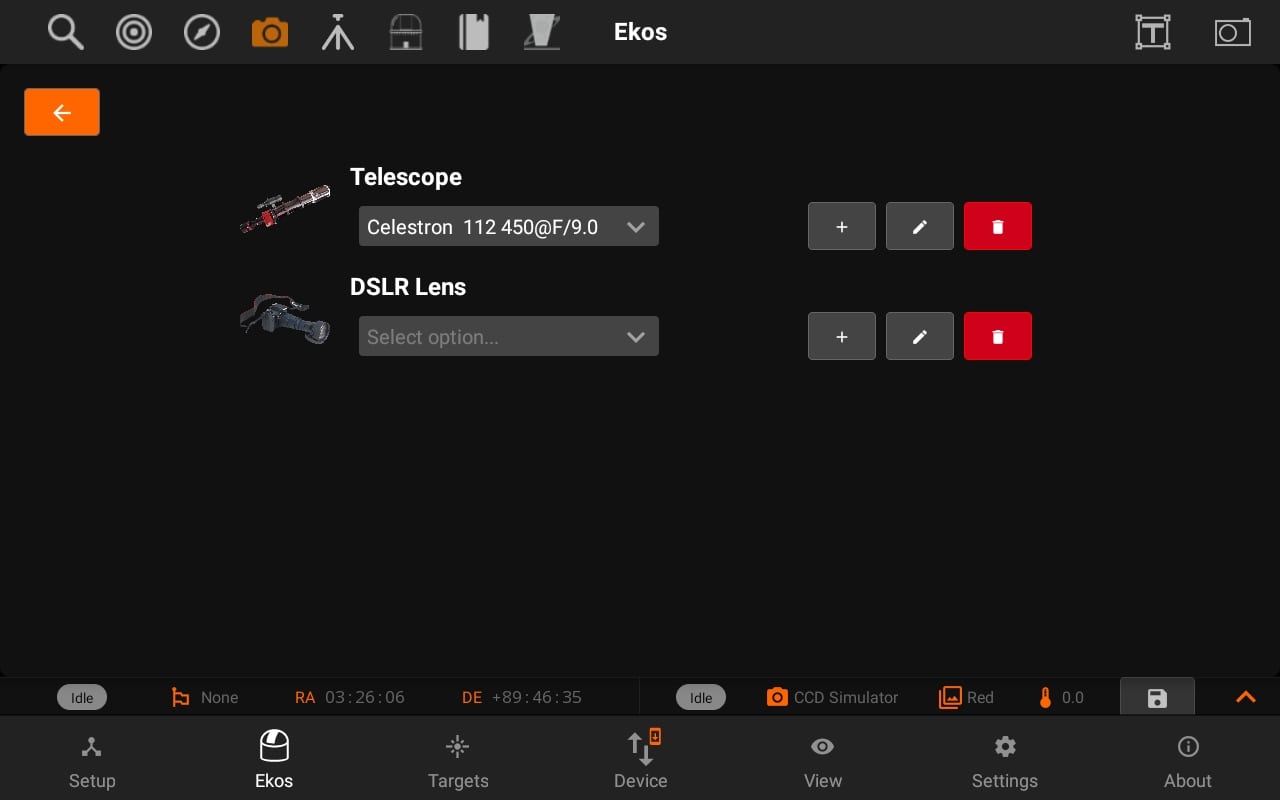 Ekos
T
Telescope
Celestron 112 450@F/9.0
DSLR Lens
Select option...
Idle None RA 03:26:06 DE +89:46:35 Idle CCD Simulator Red 0.0
Setup Ekos Targets Device View Settings About